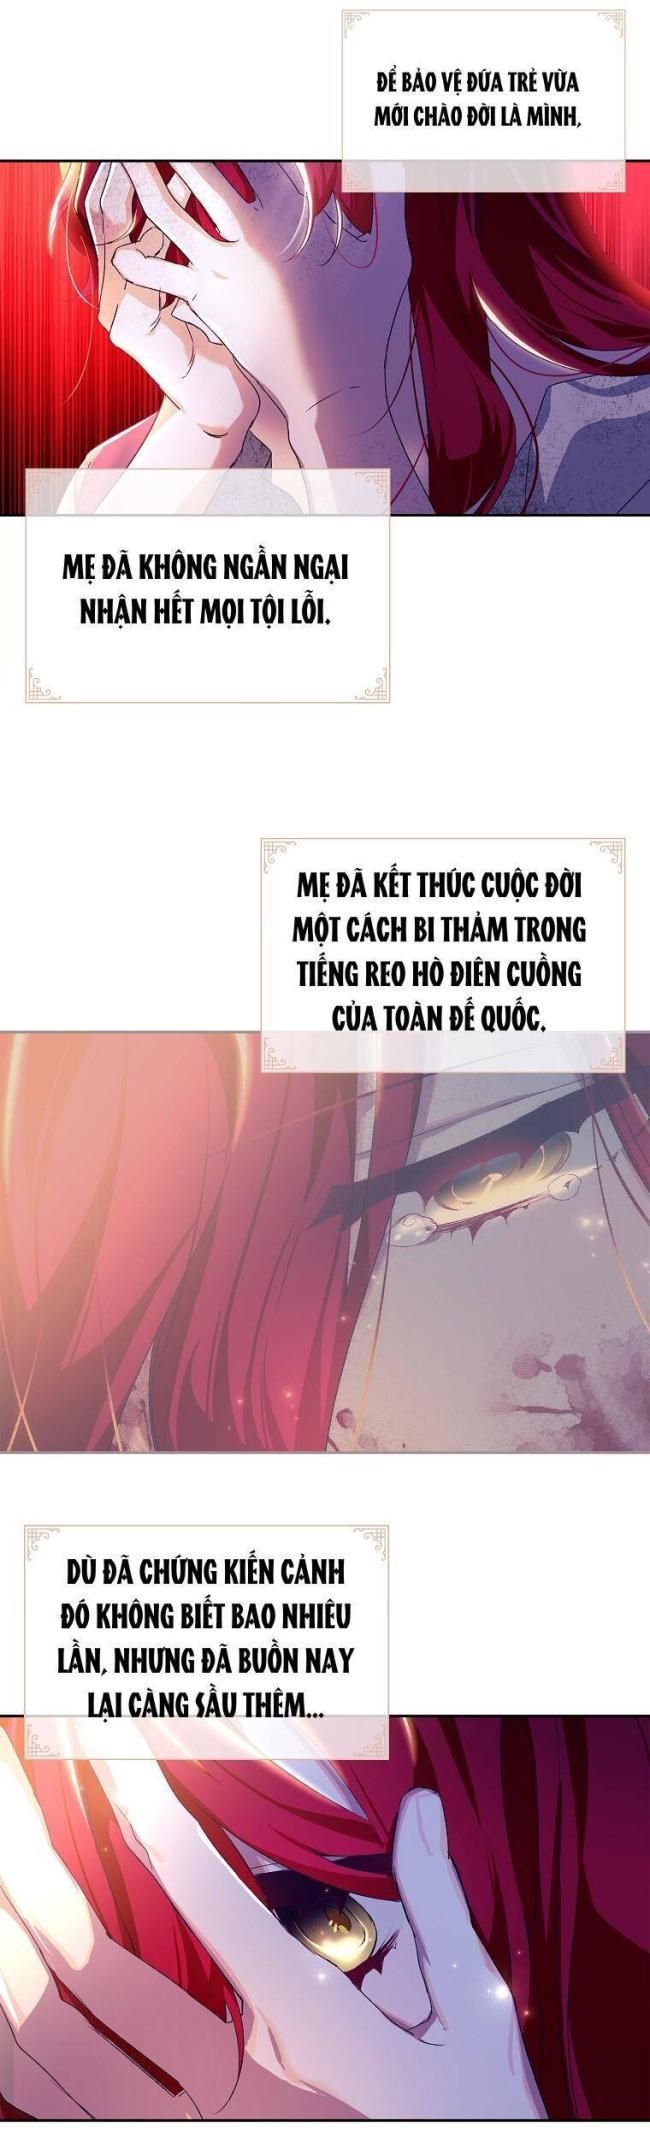 ĐỂ BẢO VỆ ĐỨA TRẺ VỪA
MỚI CHÀO ĐỜI LÀ MÌNH,
MẸ ĐÃ KHÔNG NGẦN NGẠI
NHẬN HẾT MỌI TỘI LỖI.
MẸ ĐÃ KẾT THÚC CUỘC ĐỜI
MỘT CÁCH BI THẢM TRONG
TIẾNG REO HÒ ĐIÊN CUỒNG
CỦA TOÀN ĐẾ QUỐC.
DÙ ĐÃ CHỨNG KIẾN CẢNH
ĐÓ KHÔNG BIẾT BAO NHIÊU
LẦN, NHƯNG ĐÃ BUỒN NAY
LẠI CÀNG SẦU THÊM...